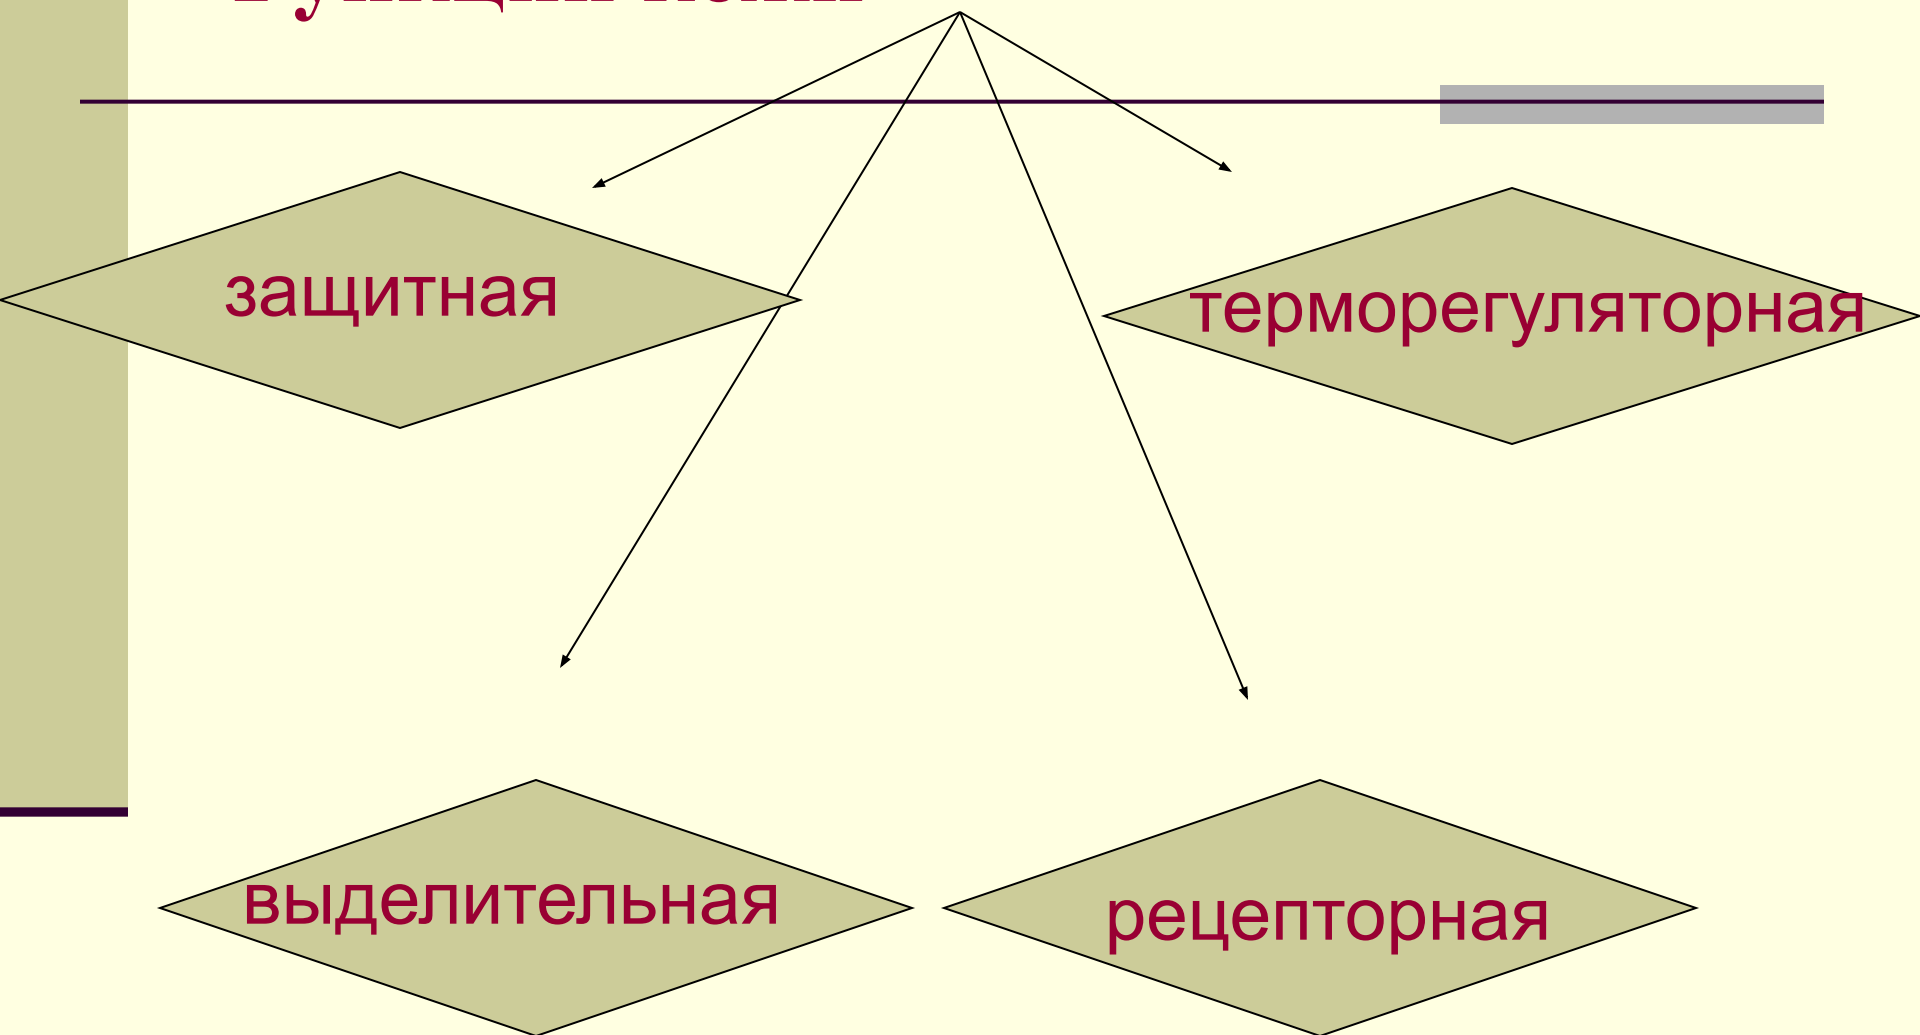 защитная
терморегуляторная
выделительная
рецепторная